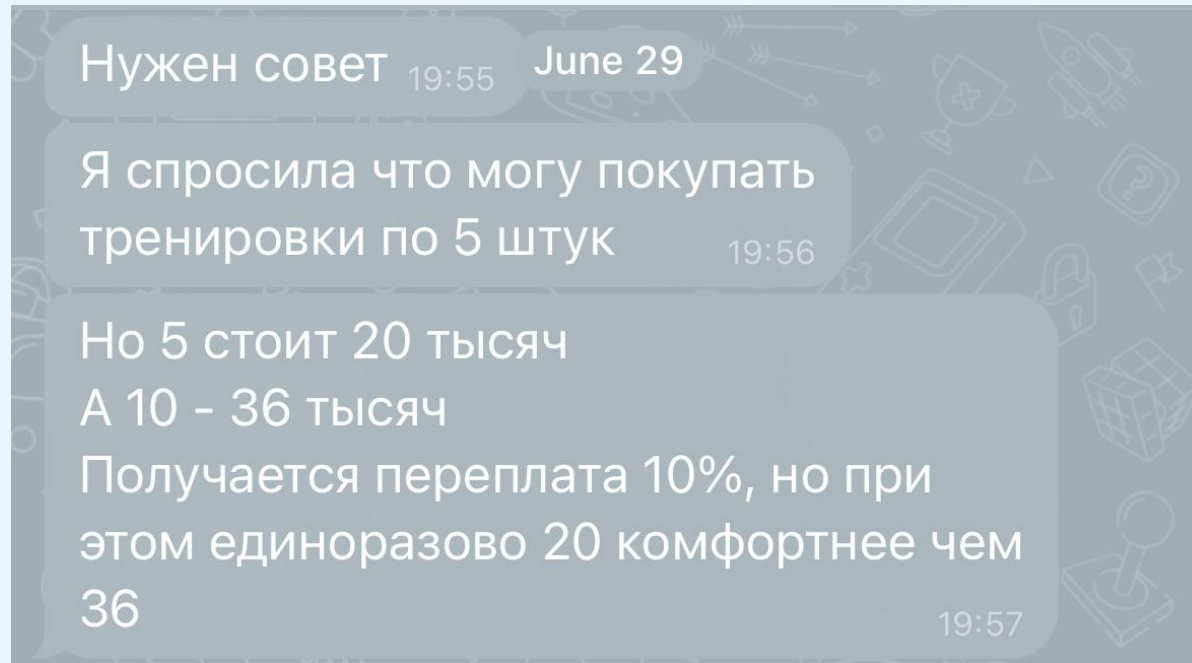 Нужен совет 19:55 June 29
Я спросила что могу покупать
тренировки по 5 штук 19:56
Но 5 стоит 20 тысяч
А 10 - 36 тысяч
Получается переплата 10%, но при
этом единоразово 20 комфортнее чем
36 19:57